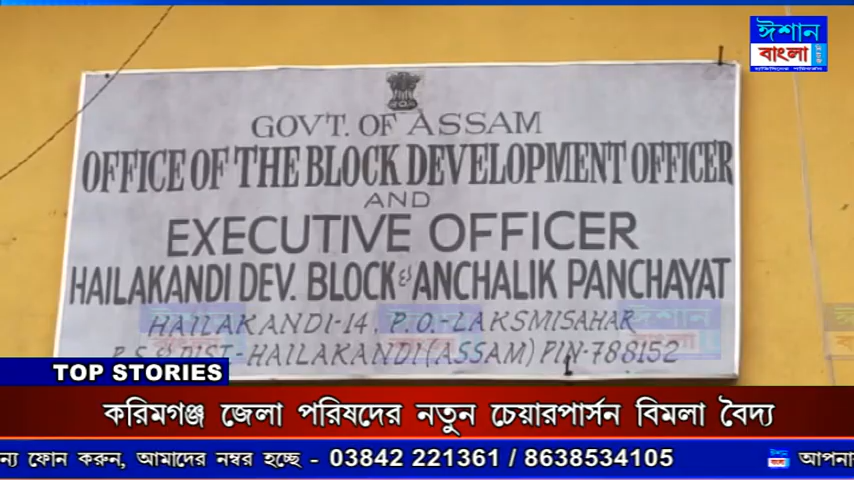 ঈশান
বাংলা
GOVT. OF ASSAM
OFFICE OF THE BLOCK DEVELOPMENT OFFICER
AND
EXECUTIVE OFFICER
HAILAKANDI DEV. BLOCK & ANCHALIK PANCHAYAT
HAILAKANDI-14. P.O.-LAKSMISAHAR
P.S & DIST-HAILAKANDI (ASSAM) PIN-788152
TOP STORIES
করিমগঞ্জ জেলা পরিষদের নতুন চেয়ারপার্সন বিমলা বৈদ্য
ন্য ফোন করুন, আমাদের নম্বর হচ্ছে - 03842 221361 / 8638534105 ঈশান বাংলা আপনা